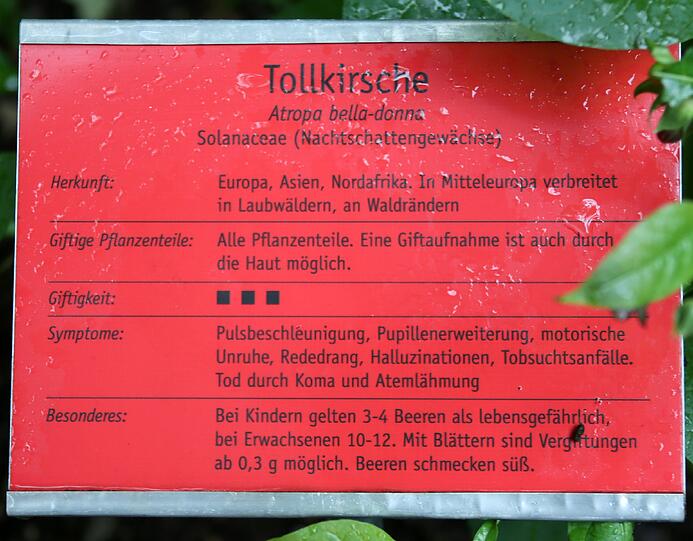 Tollkirsche
Atropa bella-donna
Solanaceae (Nachtschattengewächse)
Herkunft: Europa, Asien, Nordafrika. In Mitteleuropa verbreitet
in Laubwäldern, an Waldrändern
Giftige Pflanzenteile: Alle Pflanzenteile. Eine Giftaufnahme ist auch durch
die Haut möglich.
Giftigkeit: ■ ■ ■
Symptome: Pulsbeschleunigung, Pupillenerweiterung, motorische
Unruhe, Rededrang, Halluzinationen, Tobsuchtsanfälle.
Tod durch Koma und Atemlähmung
Besonderes: Bei Kindern gelten 3-4 Beeren als lebensgefährlich,
bei Erwachsenen 10-12. Mit Blättern sind Vergiftungen
ab 0,3 g möglich. Beeren schmecken süß.